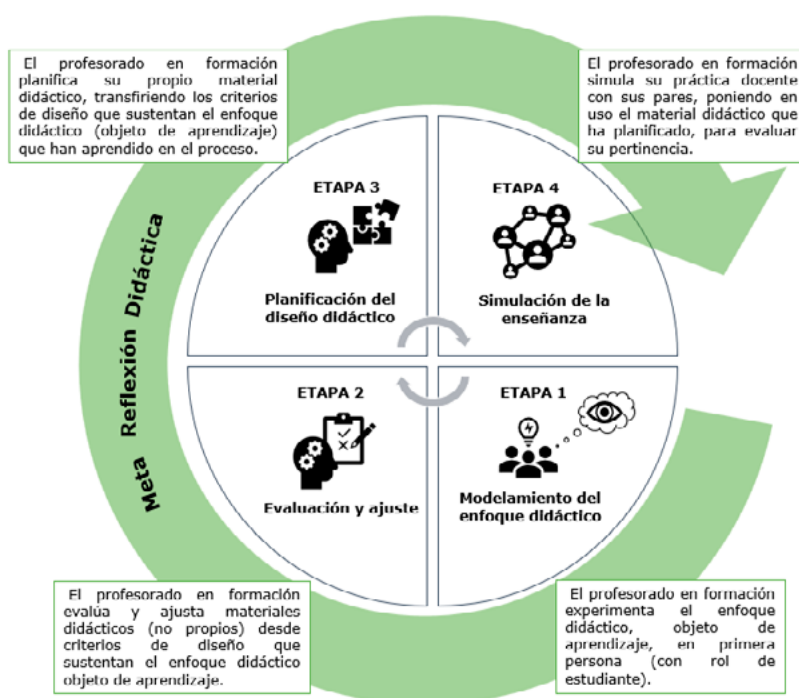 El profesorado en formación
planifica su propio material
didáctico, transfiriendo los criterios
de diseño que sustentan el enfoque
didáctico (objeto de aprendizaje)
que han aprendido en el proceso.
El profesorado en formación
simula su práctica docente
con sus pares, poniendo en
uso el material didáctico que
ha planificado, para evaluar
su pertinencia.
ETAPA 3
Planificación del
diseño didáctico
ETAPA 4
Simulación de la
enseñanza
Meta Reflexión Didáctica
ETAPA 2
Evaluación y ajuste
ETAPA 1
Modelamiento del
enfoque didáctico
El profesorado en formación
evalúa y ajusta materiales
didácticos (no propios) desde
criterios de diseño que
sustentan el enfoque didáctico
objeto de aprendizaje.
El profesorado en formación
experimenta el enfoque
didáctico, objeto de
aprendizaje, en primera
persona (con rol de
estudiante).